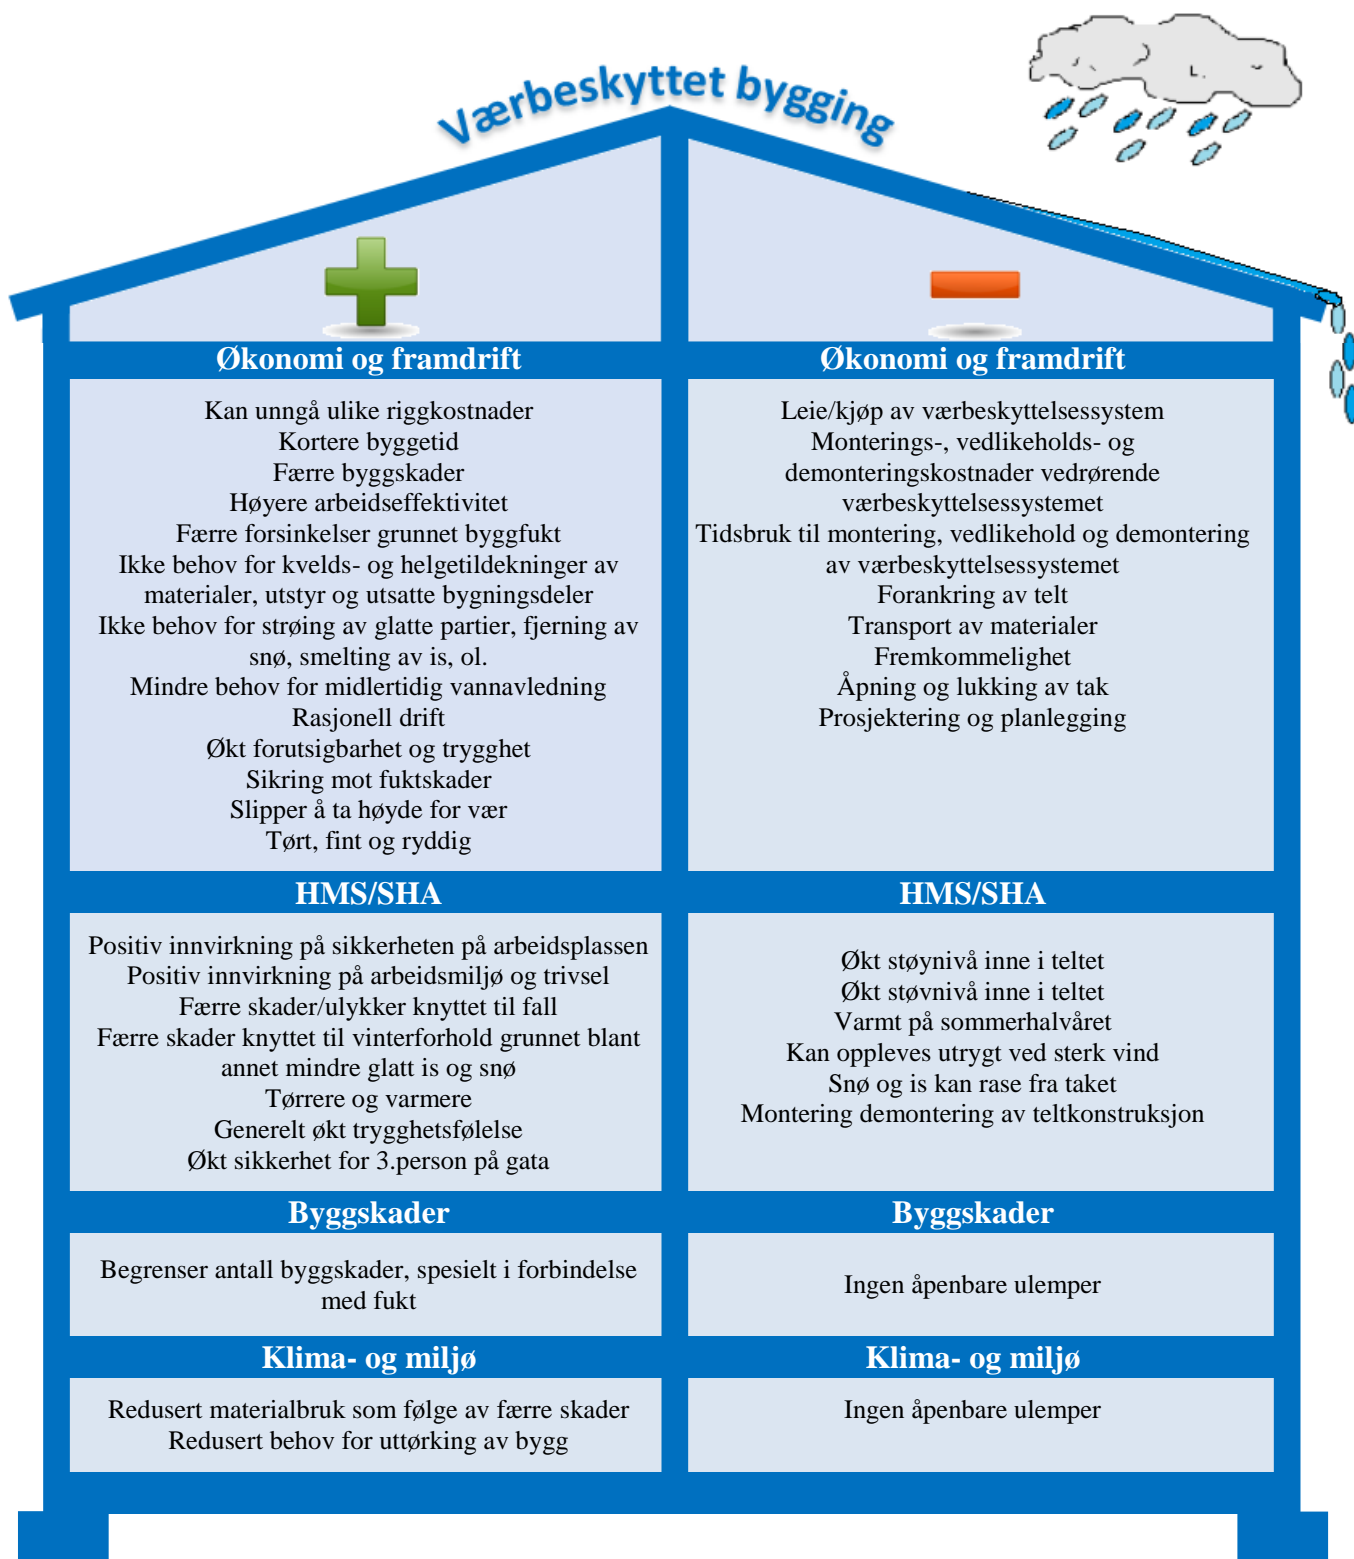 Værbeskyttet bygging
Økonomi og framdrift
Kan unngå ulike riggkostnader
Kortere byggetid
Færre byggskader
Høyere arbeidseffektivitet
Færre forsinkelser grunnet byggfukt
Ikke behov for kvelds- og helgetildekninger av
materialer, utstyr og utsatte bygningsdeler
Ikke behov for strøing av glatte partier, fjerning av
snø, smelting av is, ol.
Mindre behov for midlertidig vannavledning
Rasjonell drift
Økt forutsigbarhet og trygghet
Sikring mot fuktskader
Slipper å ta høyde for vær
Tørt, fint og ryddig
HMS/SHA
Positiv innvirkning på sikkerheten på arbeidsplassen
Positiv innvirkning på arbeidsmiljø og trivsel
Færre skader/ulykker knyttet til fall
Færre skader knyttet til vinterforhold grunnet blant
annet mindre glatt is og snø
Tørrere og varmere
Generelt økt trygghetsfølelse
Økt sikkerhet for 3.person på gata
Byggskader
Begrenser antall byggskader, spesielt i forbindelse
med fukt
Klima- og miljø
Redusert materialbruk som følge av færre skader
Redusert behov for uttørking av bygg
Økonomi og framdrift
Leie/kjøp av værbeskyttelsessystem
Monterings-, vedlikeholds- og
demonteringskostnader vedrørende
værbeskyttelsessystemet
Tidsbruk til montering, vedlikehold og demontering
av værbeskyttelsessystemet
Forankring av telt
Transport av materialer
Fremkommelighet
Åpning og lukking av tak
Prosjektering og planlegging
HMS/SHA
Økt støynivå inne i teltet
Økt støvnivå inne i teltet
Varmt på sommerhalvåret
Kan oppleves utrygt ved sterk vind
Snø og is kan rase fra taket
Montering demontering av teltkonstruksjon
Byggskader
Ingen åpenbare ulemper
Klima- og miljø
Ingen åpenbare ulemper